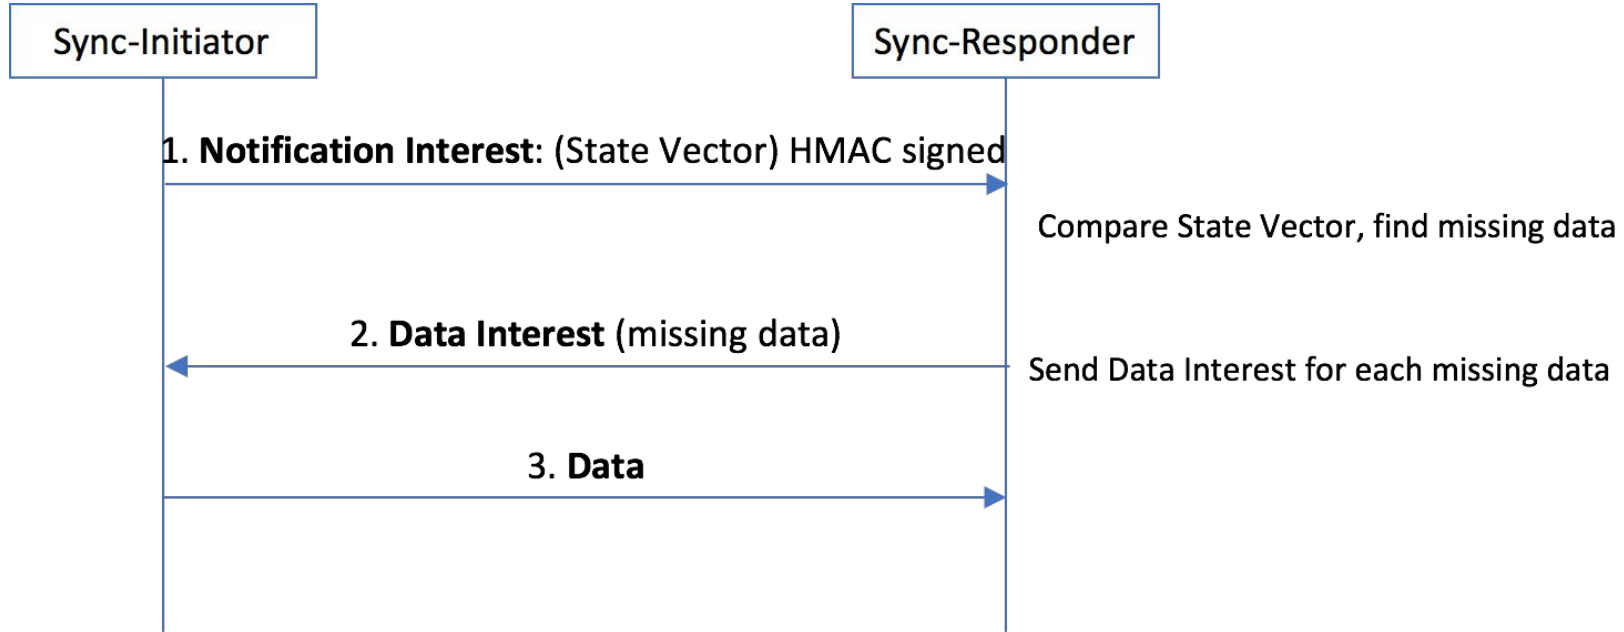 Sync-Initiator
Sync-Responder
1. Notification Interest: (State Vector) HMAC signed
Compare State Vector, find missing data
2. Data Interest (missing data)
Send Data Interest for each missing data
3. Data